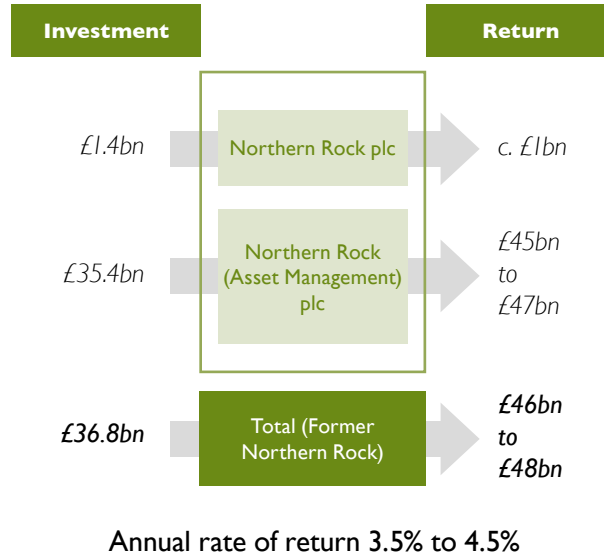 Investment
Return
£1.4bn
Northern Rock plc
c. £1bn
£35.4bn
Northern Rock
(Asset Management)
plc
£45bn
to
£47bn
£36.8bn
Total (Former
Northern Rock)
£46bn
to
£48bn
Annual rate of return 3.5% to 4.5%